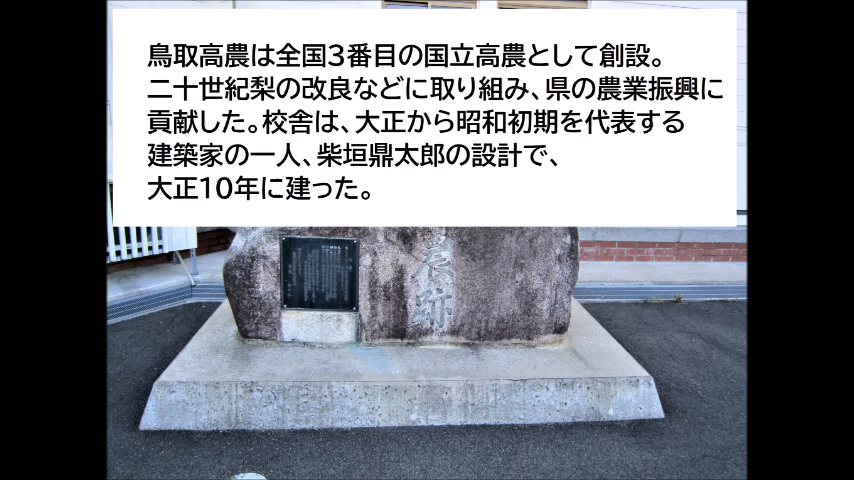 鳥取高農は全国3番目の国立高農として創設。
二十世紀梨の改良などに取り組み、県の農業振興に
貢献した。校舎は、大正から昭和初期を代表する
建築家の一人、柴垣鼎太郎の設計で、
大正10年に建った。
農跡